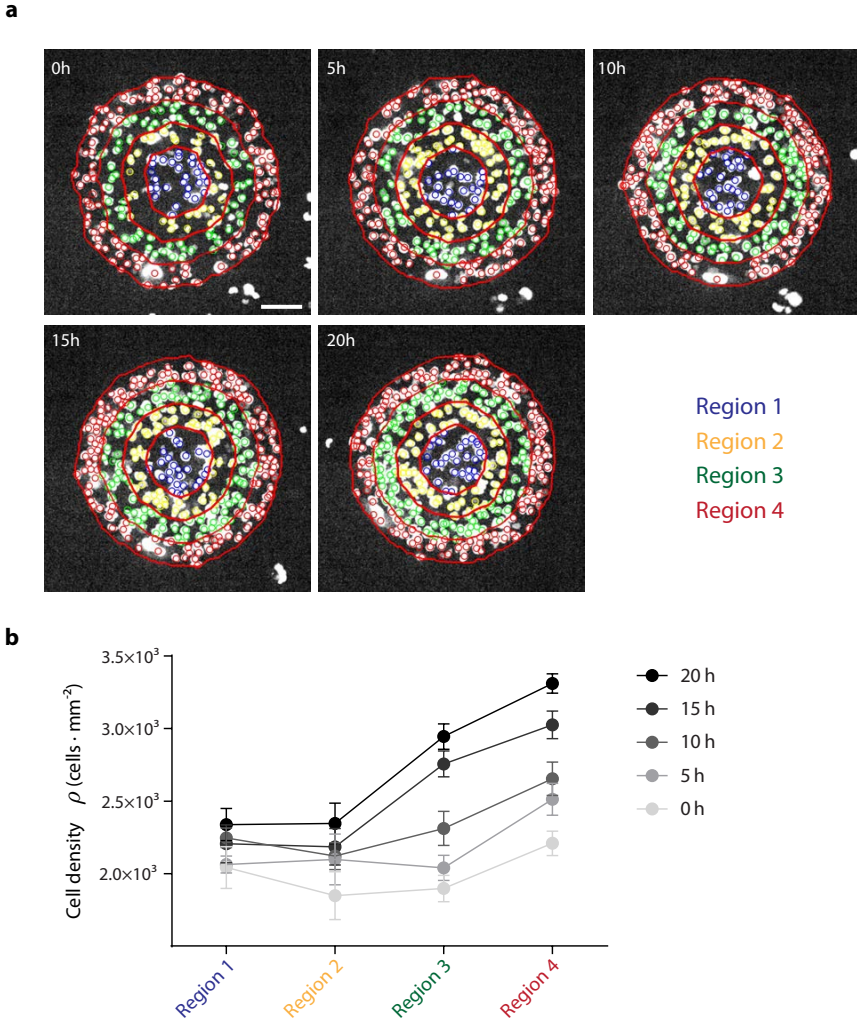 a
0h
5h
10h
15h
20h
Region 1
Region 2
Region 3
Region 4
b
3.5×10³
3.0×10³
2.5×10³
2.0×10³
Cell density ρ (cells · mm⁻²)
Region 1
Region 2
Region 3
Region 4
20 h
15 h
10 h
5 h
0 h